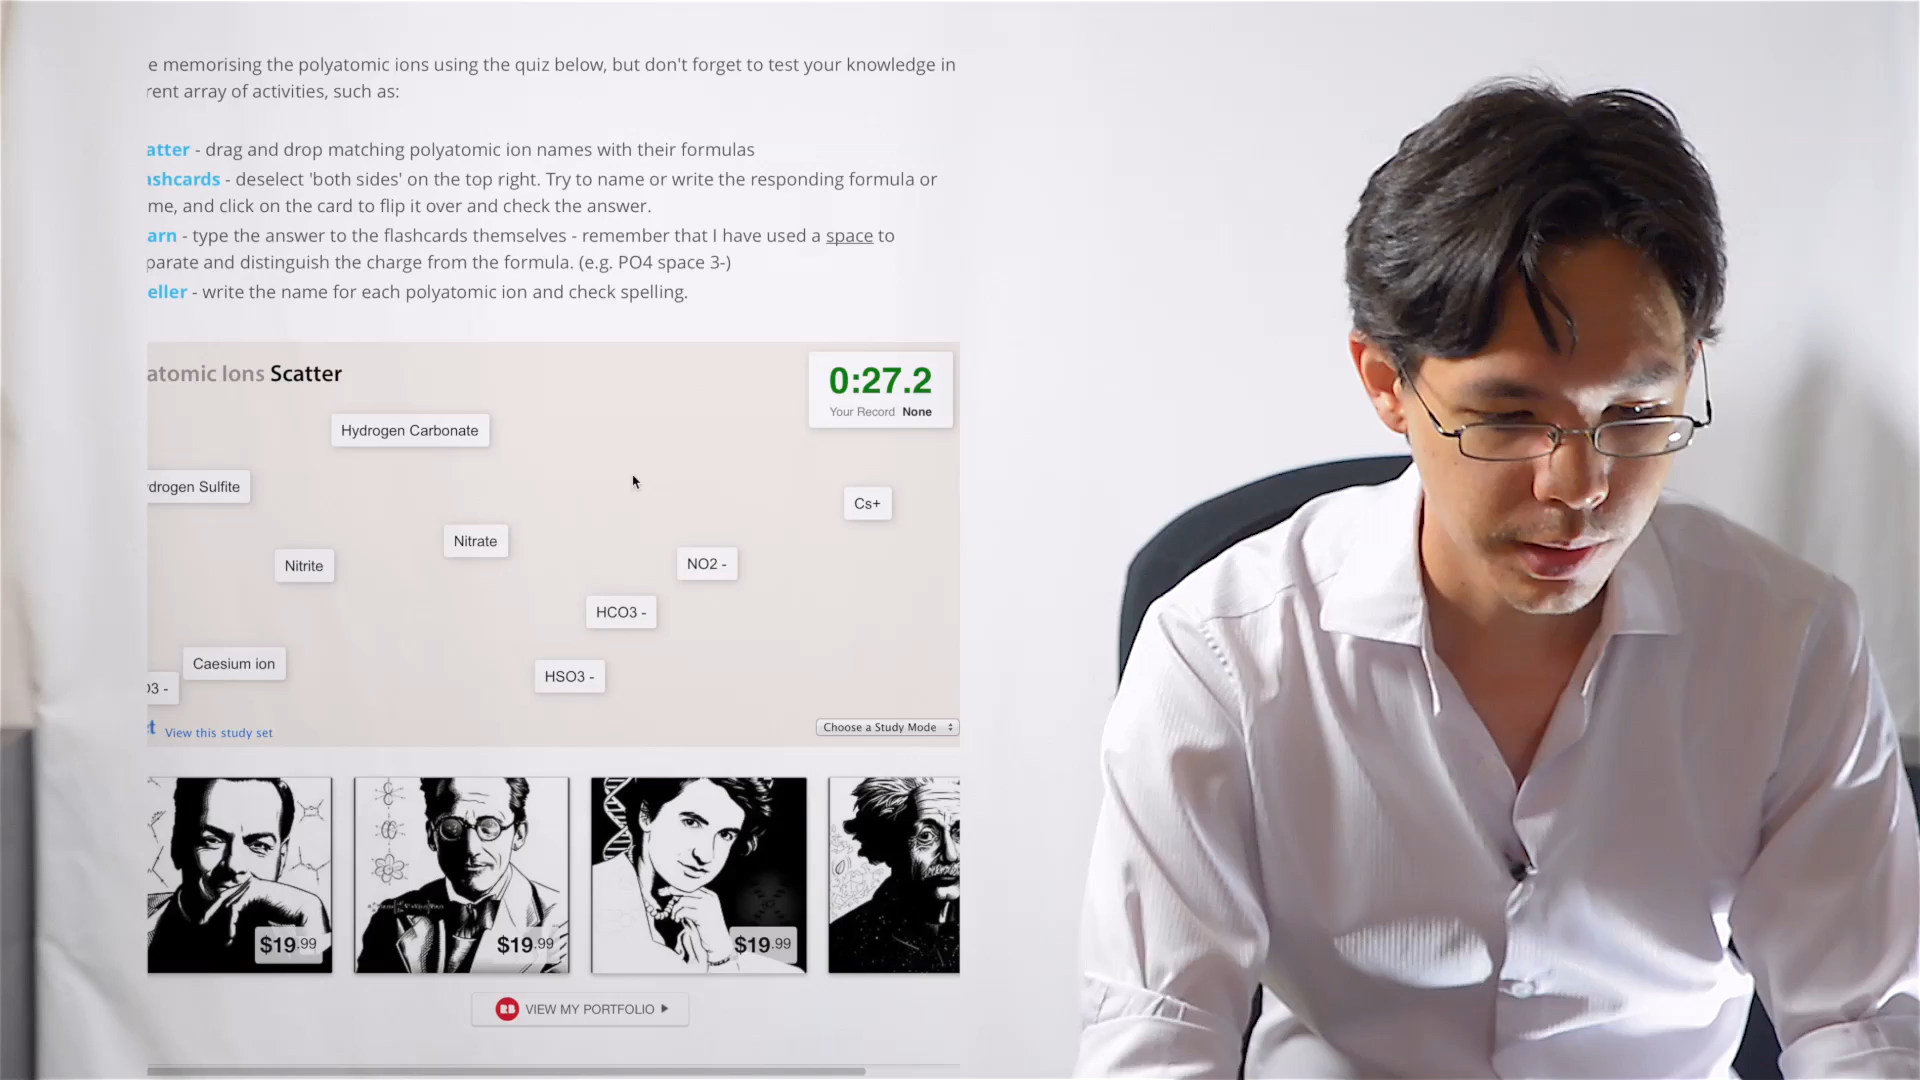 e memorising the polyatomic ions using the quiz below, but don't forget to test your knowledge in
rent array of activities, such as:
atter - drag and drop matching polyatomic ion names with their formulas
ashcards - deselect 'both sides' on the top right. Try to name or write the responding formula or
me, and click on the card to flip it over and check the answer.
arn - type the answer to the flashcards themselves - remember that I have used a space to
parate and distinguish the charge from the formula. (e.g. PO4 space 3-)
eller - write the name for each polyatomic ion and check spelling.
atomic Ions Scatter
0:27.2
Your Record None
Hydrogen Carbonate
drogen Sulfite
Cs+
Nitrate
Nitrite
NO2 -
HCO3 -
Caesium ion
HSO3 -
O3 -
t View this study set
Choose a Study Mode
$19.99
$19.99
$19.99
RB VIEW MY PORTFOLIO